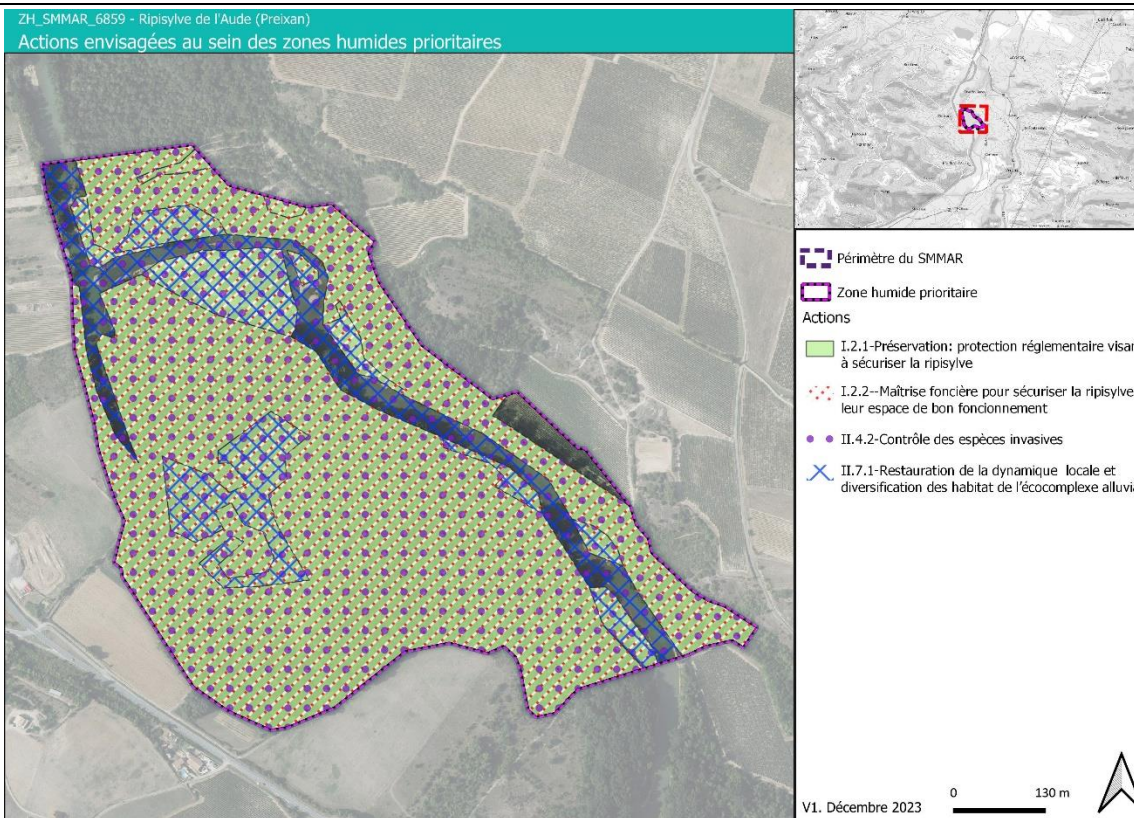 ZH_SMMAR_6859 - Ripisylve de l'Aude (Preixan)
Actions envisagées au sein des zones humides prioritaires
Périmètre du SMMAR
Zone humide prioritaire
Actions
I.2.1-Préservation: protection réglementaire visan
à sécuriser la ripisylve
I.2.2--Maîtrise foncière pour sécuriser la ripisylve
leur espace de bon foncionnement
II.4.2-Contrôle des espèces invasives
II.7.1-Restauration de la dynamique locale et
diversification des habitat de l'écocomplexe alluvia
V1. Décembre 2023
0 130 m